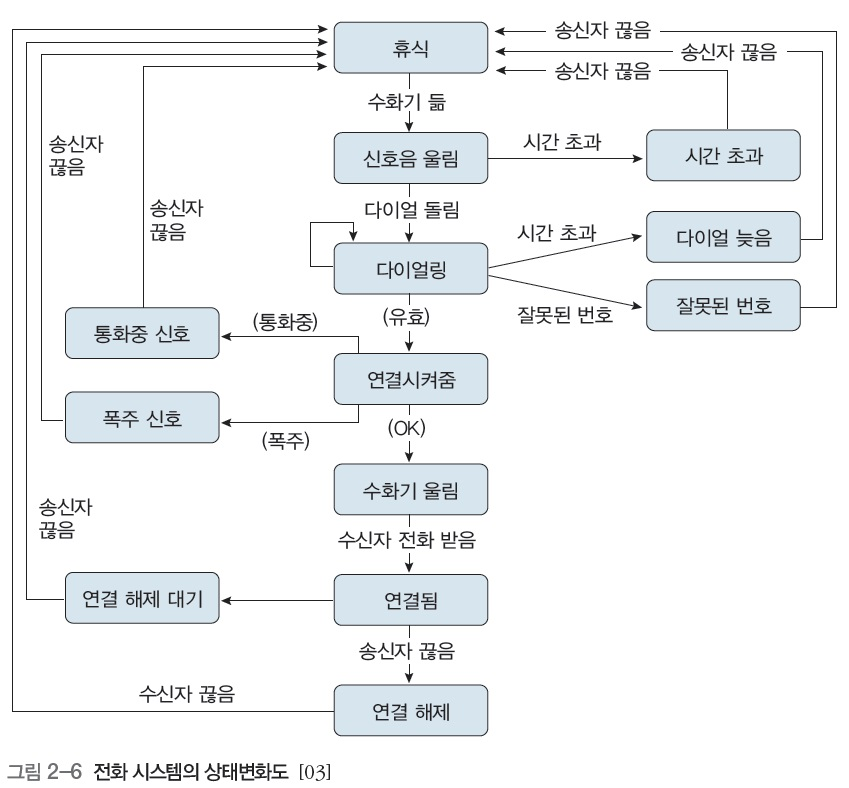 휴식
송신자 끊음
송신자 끊음
송신자 끊음
수화기 듦
신호음 울림
시간 초과
시간 초과
송신자
끊음
송신자
끊음
다이얼 돌림
다이얼링
시간 초과
다이얼 늦음
잘못된 번호
잘못된 번호
(유효)
통화중 신호
(통화중)
연결시켜줌
폭주 신호
(폭주)
(OK)
수화기 울림
송신자
끊음
수신자 전화 받음
연결 해제 대기
연결됨
송신자 끊음
수신자 끊음
연결 해제
그림 2-6 전화 시스템의 상태변화도 [03]